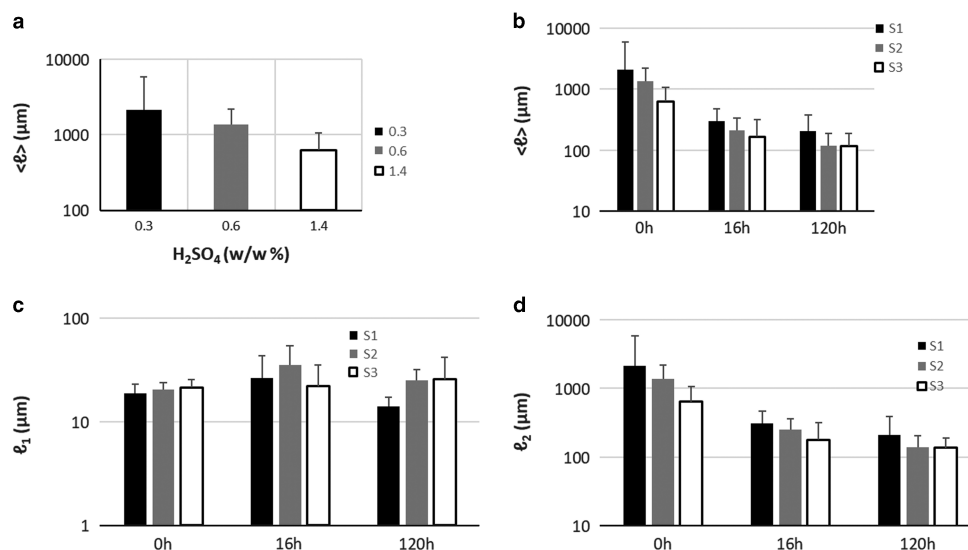 a
10000
1000
100
<ℓ> (µm)
0.3
0.6
1.4
H₂SO₄ (w/w %)
0.3
0.6
1.4
b
10000
1000
100
10
<ℓ> (µm)
0h
16h
120h
S1
S2
S3
c
100
10
1
ℓ₁ (µm)
0h
16h
120h
S1
S2
S3
d
10000
1000
100
10
ℓ₂ (µm)
0h
16h
120h
S1
S2
S3